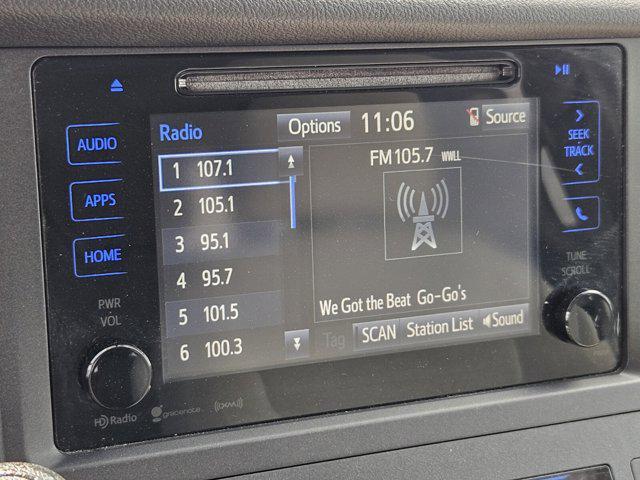 Radio
Options
11:06
Source
1 107.1
2 105.1
3 95.1
4 95.7
5 101.5
6 100.3
FM 105.7 WWLL
We Got the Beat Go-Go's
Tag
SCAN
Station List
Sound
AUDIO
APPS
HOME
PWR
VOL
SEEK
TRACK
TUNE
SCROLL
HD Radio
gracenote
XM